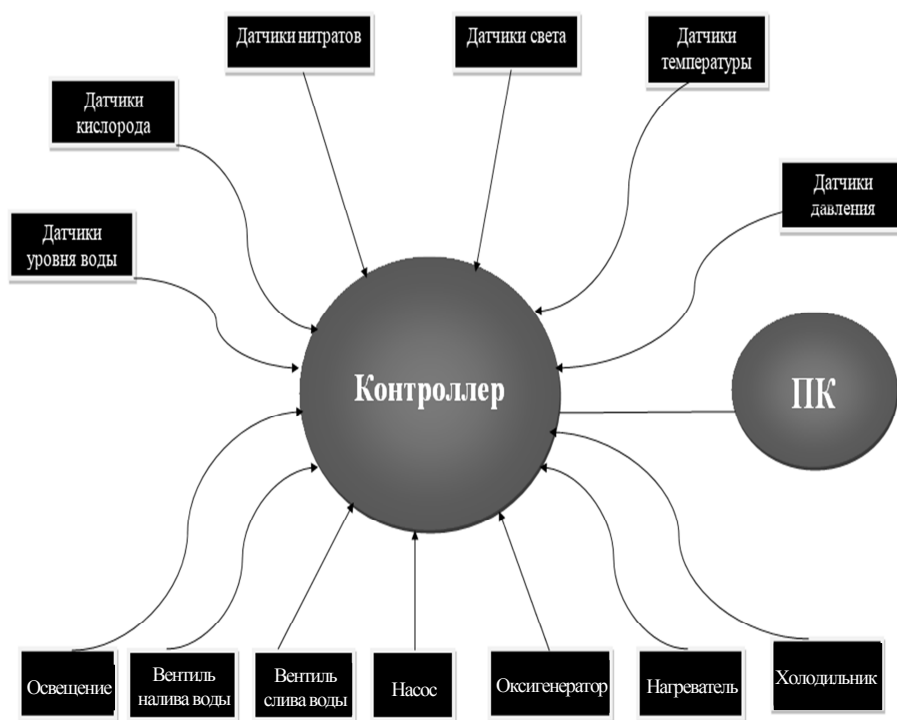 Датчики нитратов
Датчики света
Датчики
температуры
Датчики
кислорода
Датчики
давления
Датчики
уровня воды
Контроллер
ПК
Освещение
Вентиль
налива воды
Вентиль
слива воды
Насос
Оксигенератор
Нагреватель
Холодильник